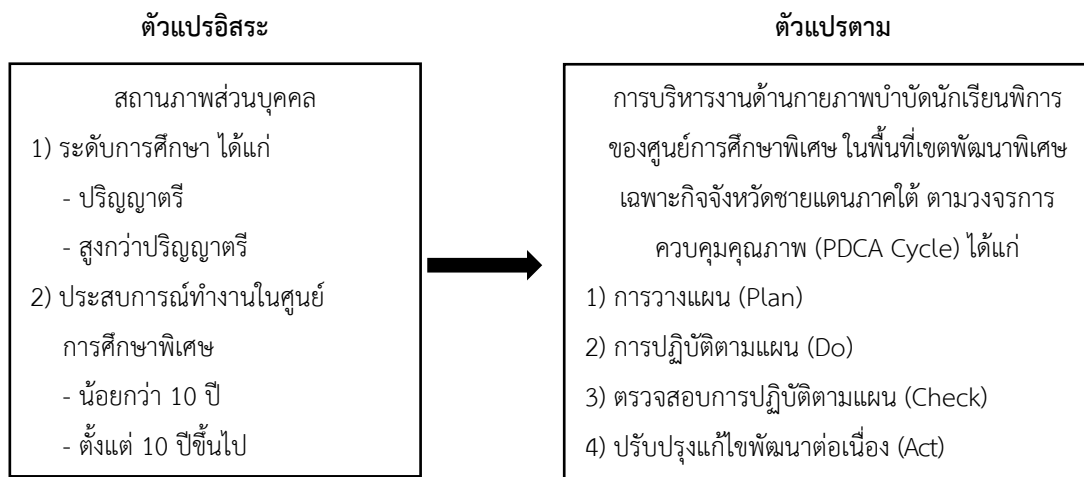 ตัวแปรอิสระ
สถานภาพส่วนบุคคล
1) ระดับการศึกษา ได้แก่
- ปริญญาตรี
- สูงกว่าปริญญาตรี
2) ประสบการณ์ทำงานในศูนย์
การศึกษาพิเศษ
- น้อยกว่า 10 ปี
- ตั้งแต่ 10 ปีขึ้นไป
ตัวแปรตาม
การบริหารงานด้านกายภาพบำบัดนักเรียนพิการ
ของศูนย์การศึกษาพิเศษ ในพื้นที่เขตพัฒนาพิเศษ
เฉพาะกิจจังหวัดชายแดนภาคใต้ ตามวงจรการ
ควบคุมคุณภาพ (PDCA Cycle) ได้แก่
1) การวางแผน (Plan)
2) การปฏิบัติตามแผน (Do)
3) ตรวจสอบการปฏิบัติตามแผน (Check)
4) ปรับปรุงแก้ไขพัฒนาต่อเนื่อง (Act)